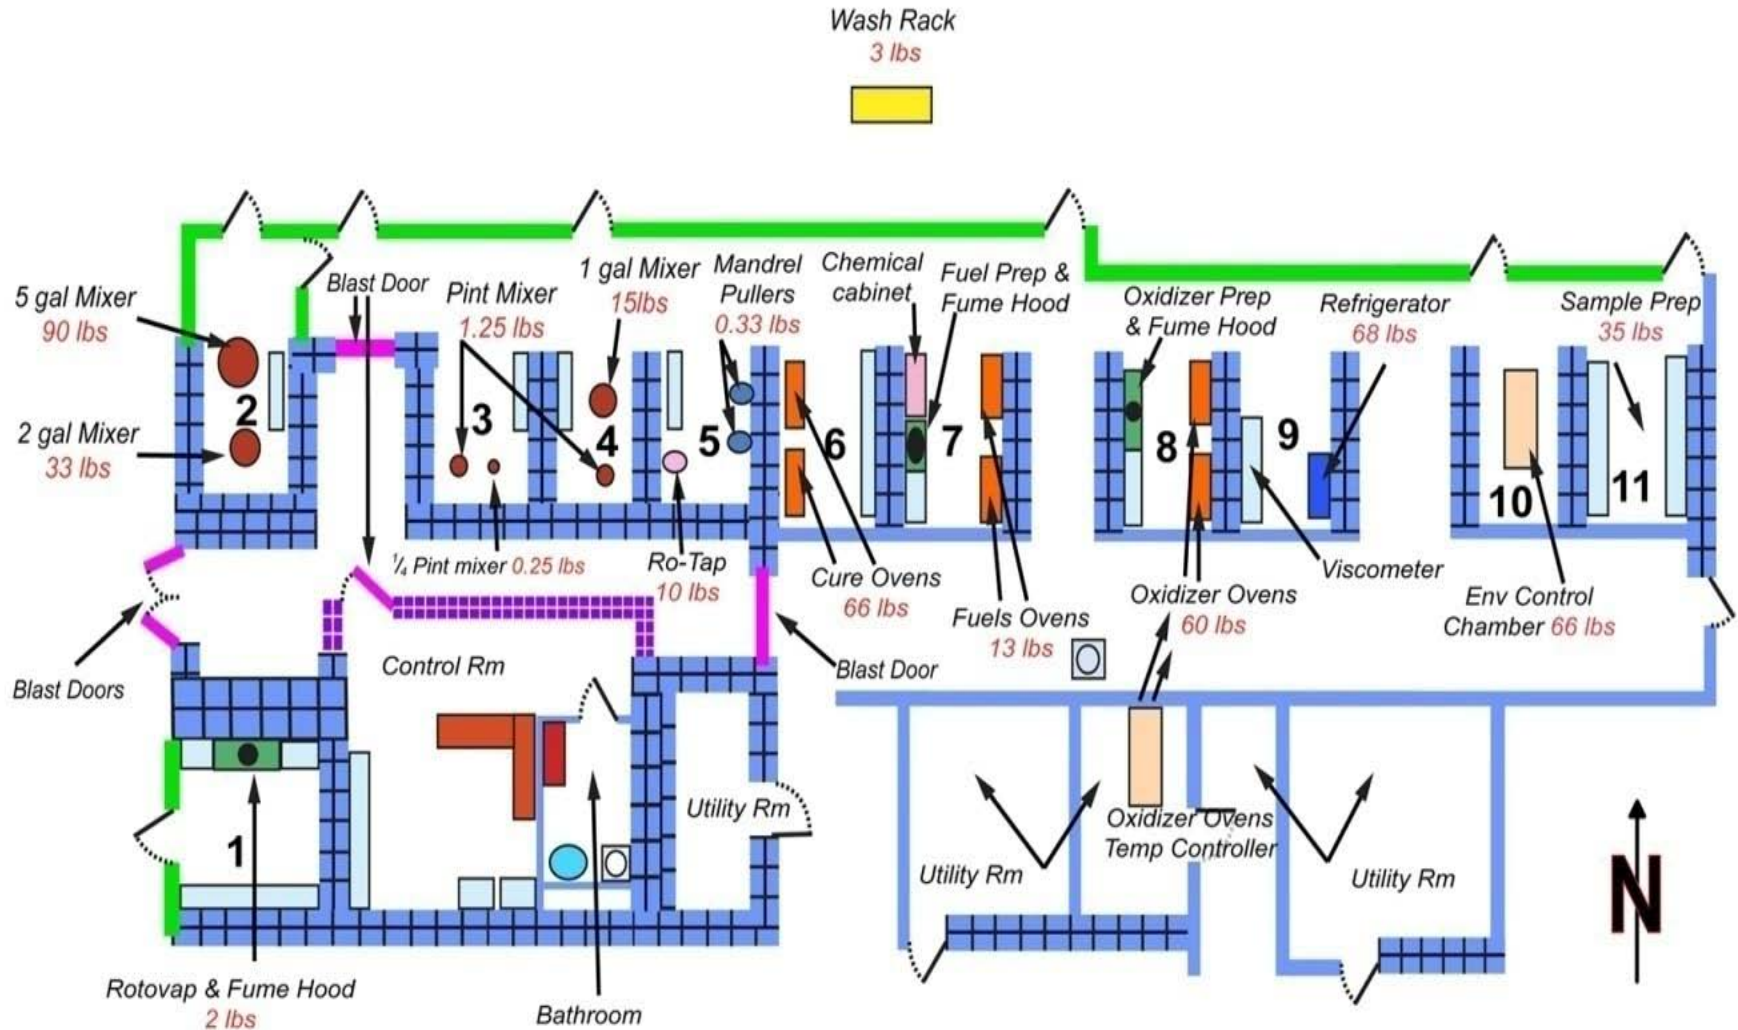 Wash Rack
3 lbs
5 gal Mixer
90 lbs
2 gal Mixer
33 lbs
2
Blast Door
Pint Mixer
1.25 lbs
3
1 gal Mixer
15lbs
4
Mandrel
Pullers
0.33 lbs
5
Chemical
cabinet
6
Fuel Prep &
Fume Hood
7
Oxidizer Prep
& Fume Hood
8
9
Refrigerator
68 lbs
10
Sample Prep
35 lbs
11
¼ Pint mixer 0.25 lbs
Ro-Tap
10 lbs
Cure Ovens
66 lbs
Fuels Ovens
13 lbs
Oxidizer Ovens
60 lbs
Viscometer
Env Control
Chamber 66 lbs
Blast Doors
Control Rm
Blast Door
1
Utility Rm
Oxidizer Ovens
Temp Controller
Utility Rm
Utility Rm
N
Rotovap & Fume Hood
2 lbs
Bathroom